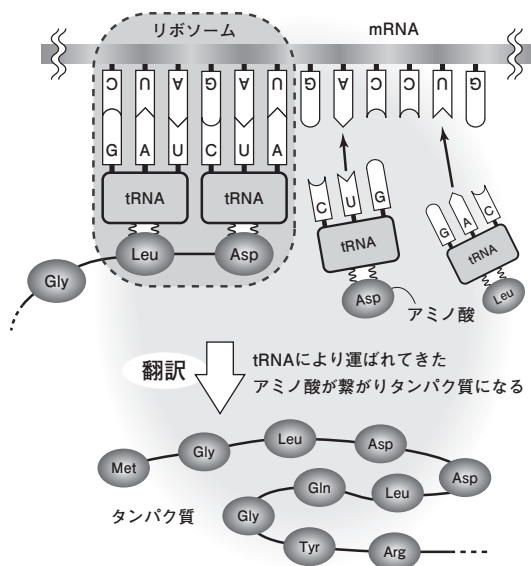 リボソーム
mRNA
C U A G A U G A C C U G
G A U C U A
tRNA tRNA
C U G
G A C
tRNA
tRNA
Gly
Leu
Asp
Asp
Leu
アミノ酸
翻訳
tRNAにより運ばれてきた
アミノ酸が繋がりタンパク質になる
Met
Gly
Leu
Asp
Asp
Leu
Gln
Gly
Tyr
Arg
タンパク質